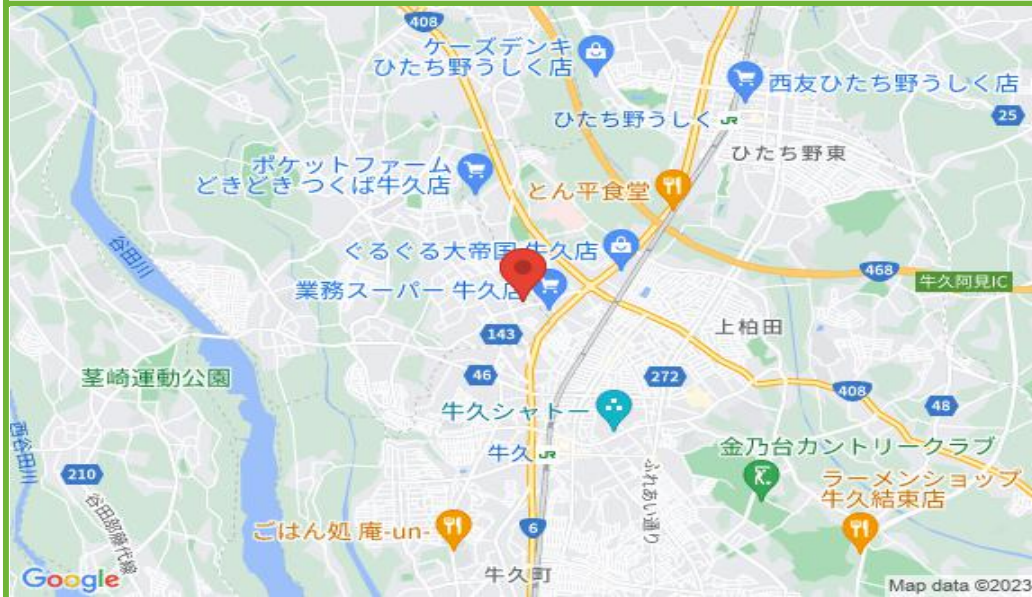 408
ケーズデンキ
ひたち野うしく店
西友ひたち野うしく店
25
ひたち野うしく JR
ひたち野東
ポケットファーム
どきどき つくば牛久店
とん平食堂
谷田川
ぐるぐる大帝国 牛久店
468
牛久阿見IC
業務スーパー 牛久店
143
上柏田
茎崎運動公園
46
272
408
48
牛久シャトー
西谷田川
210
谷田部藤代線
牛久 JR
ふれあい通り
金乃台カントリークラブ
ラーメンショップ
牛久結束店
ごはん処 庵-un-
6
牛久町
Google
Map data ©2023